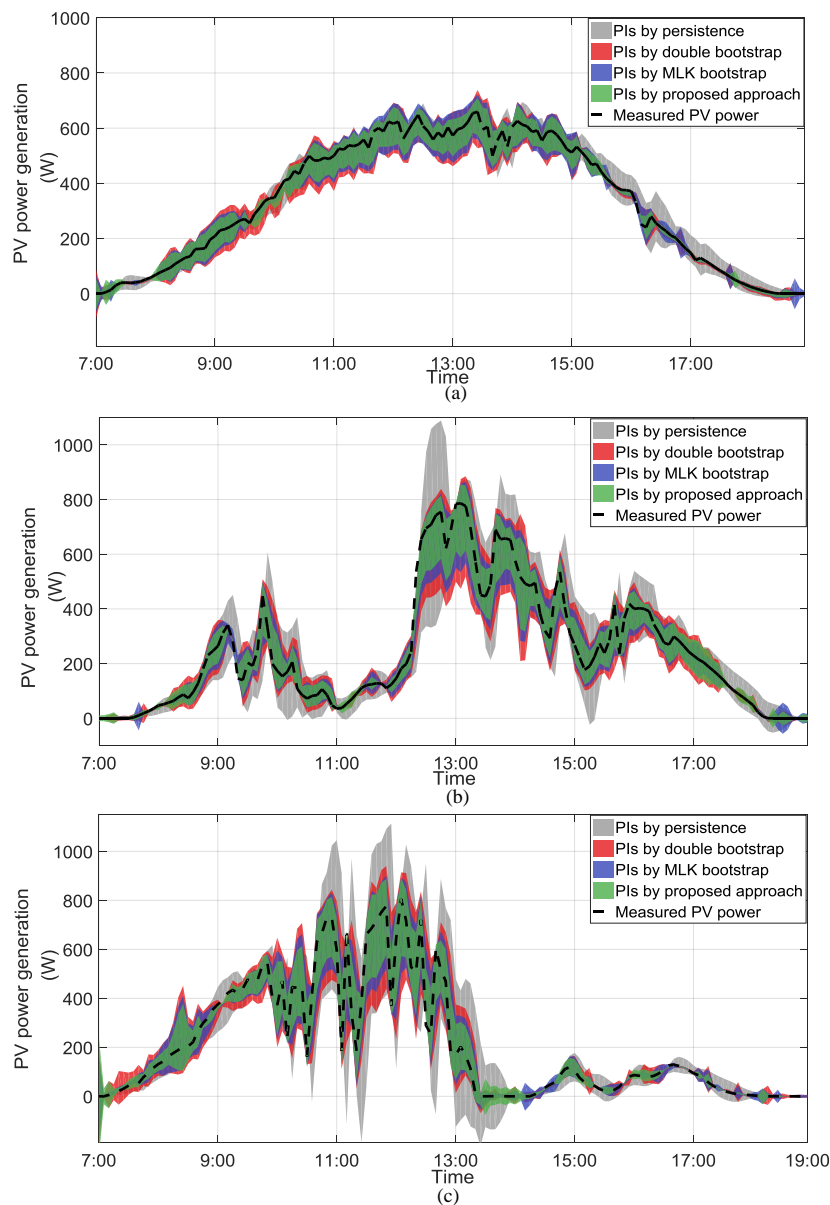 1000
800
600
400
200
0
PV power generation
(W)
PIs by persistence
PIs by double bootstrap
PIs by MLK bootstrap
PIs by proposed approach
Measured PV power
7:00 9:00 11:00 13:00 15:00 17:00
Time
(a)
1000
800
600
400
200
0
PV power generation
(W)
PIs by persistence
PIs by double bootstrap
PIs by MLK bootstrap
PIs by proposed approach
Measured PV power
7:00 9:00 11:00 13:00 15:00 17:00
Time
(b)
1000
800
600
400
200
0
PV power generation
(W)
PIs by persistence
PIs by double bootstrap
PIs by MLK bootstrap
PIs by proposed approach
Measured PV power
7:00 9:00 11:00 13:00 15:00 17:00 19:00
Time
(c)